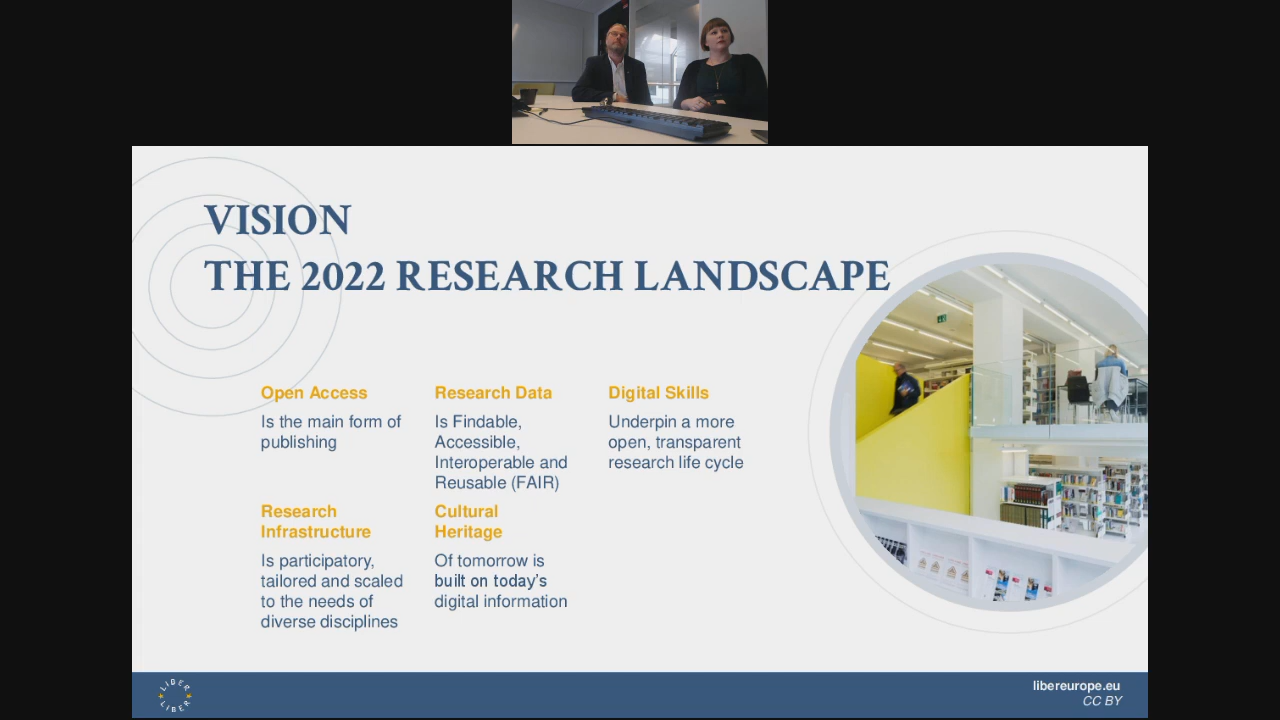 VISION
THE 2022 RESEARCH LANDSCAPE
Open Access
Is the main form of
publishing
Research Data
Is Findable,
Accessible,
Interoperable and
Reusable (FAIR)
Digital Skills
Underpin a more
open, transparent
research life cycle
Research
Infrastructure
Is participatory,
tailored and scaled
to the needs of
diverse disciplines
Cultural
Heritage
Of tomorrow is
built on today's
digital information
LIBER
LIBER
libereurope.eu
CC BY